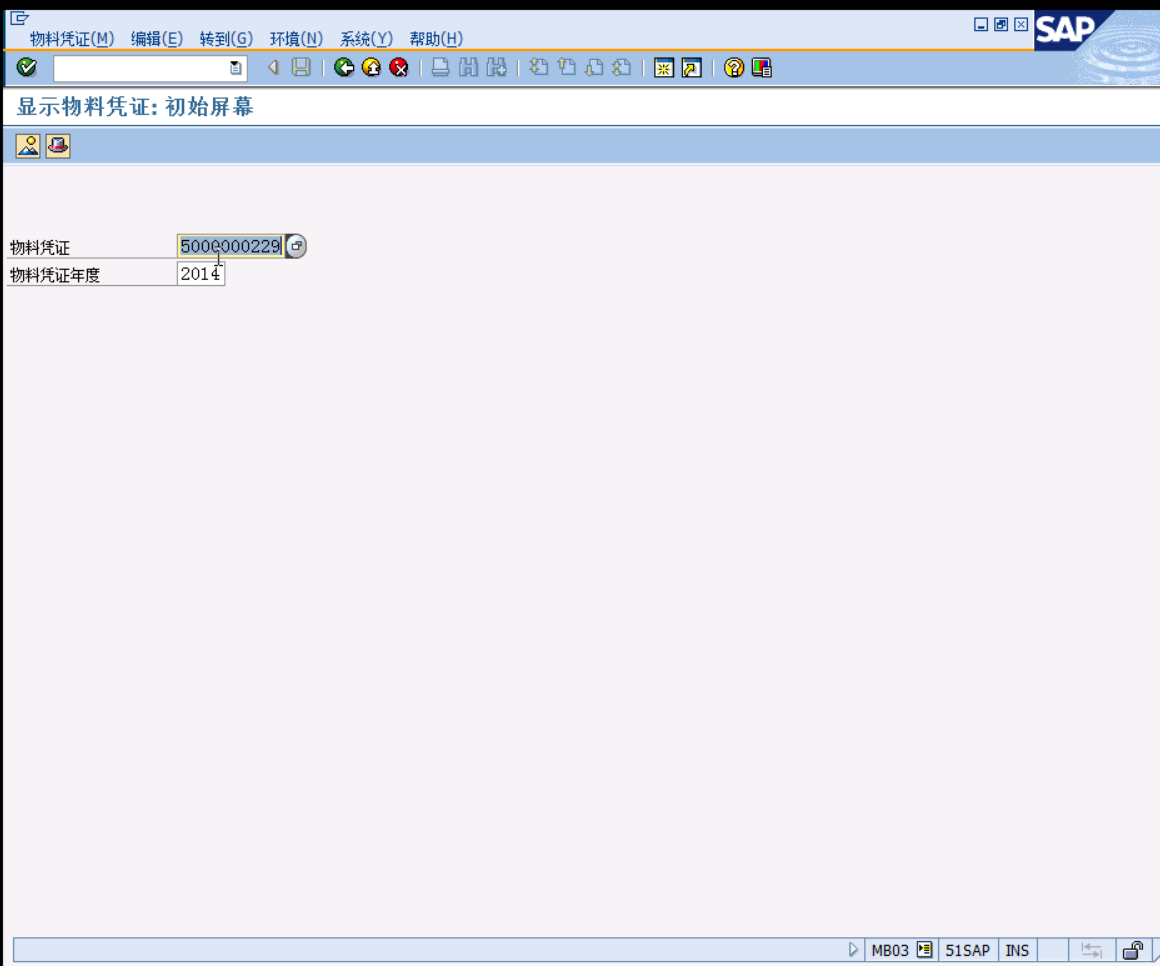 物料凭证(M) 编辑(E) 转到(G) 环境(N) 系统(Y) 帮助(H)
SAP
显示物料凭证: 初始屏幕
物料凭证 5000000229
物料凭证年度 2014
MB03 51SAP INS